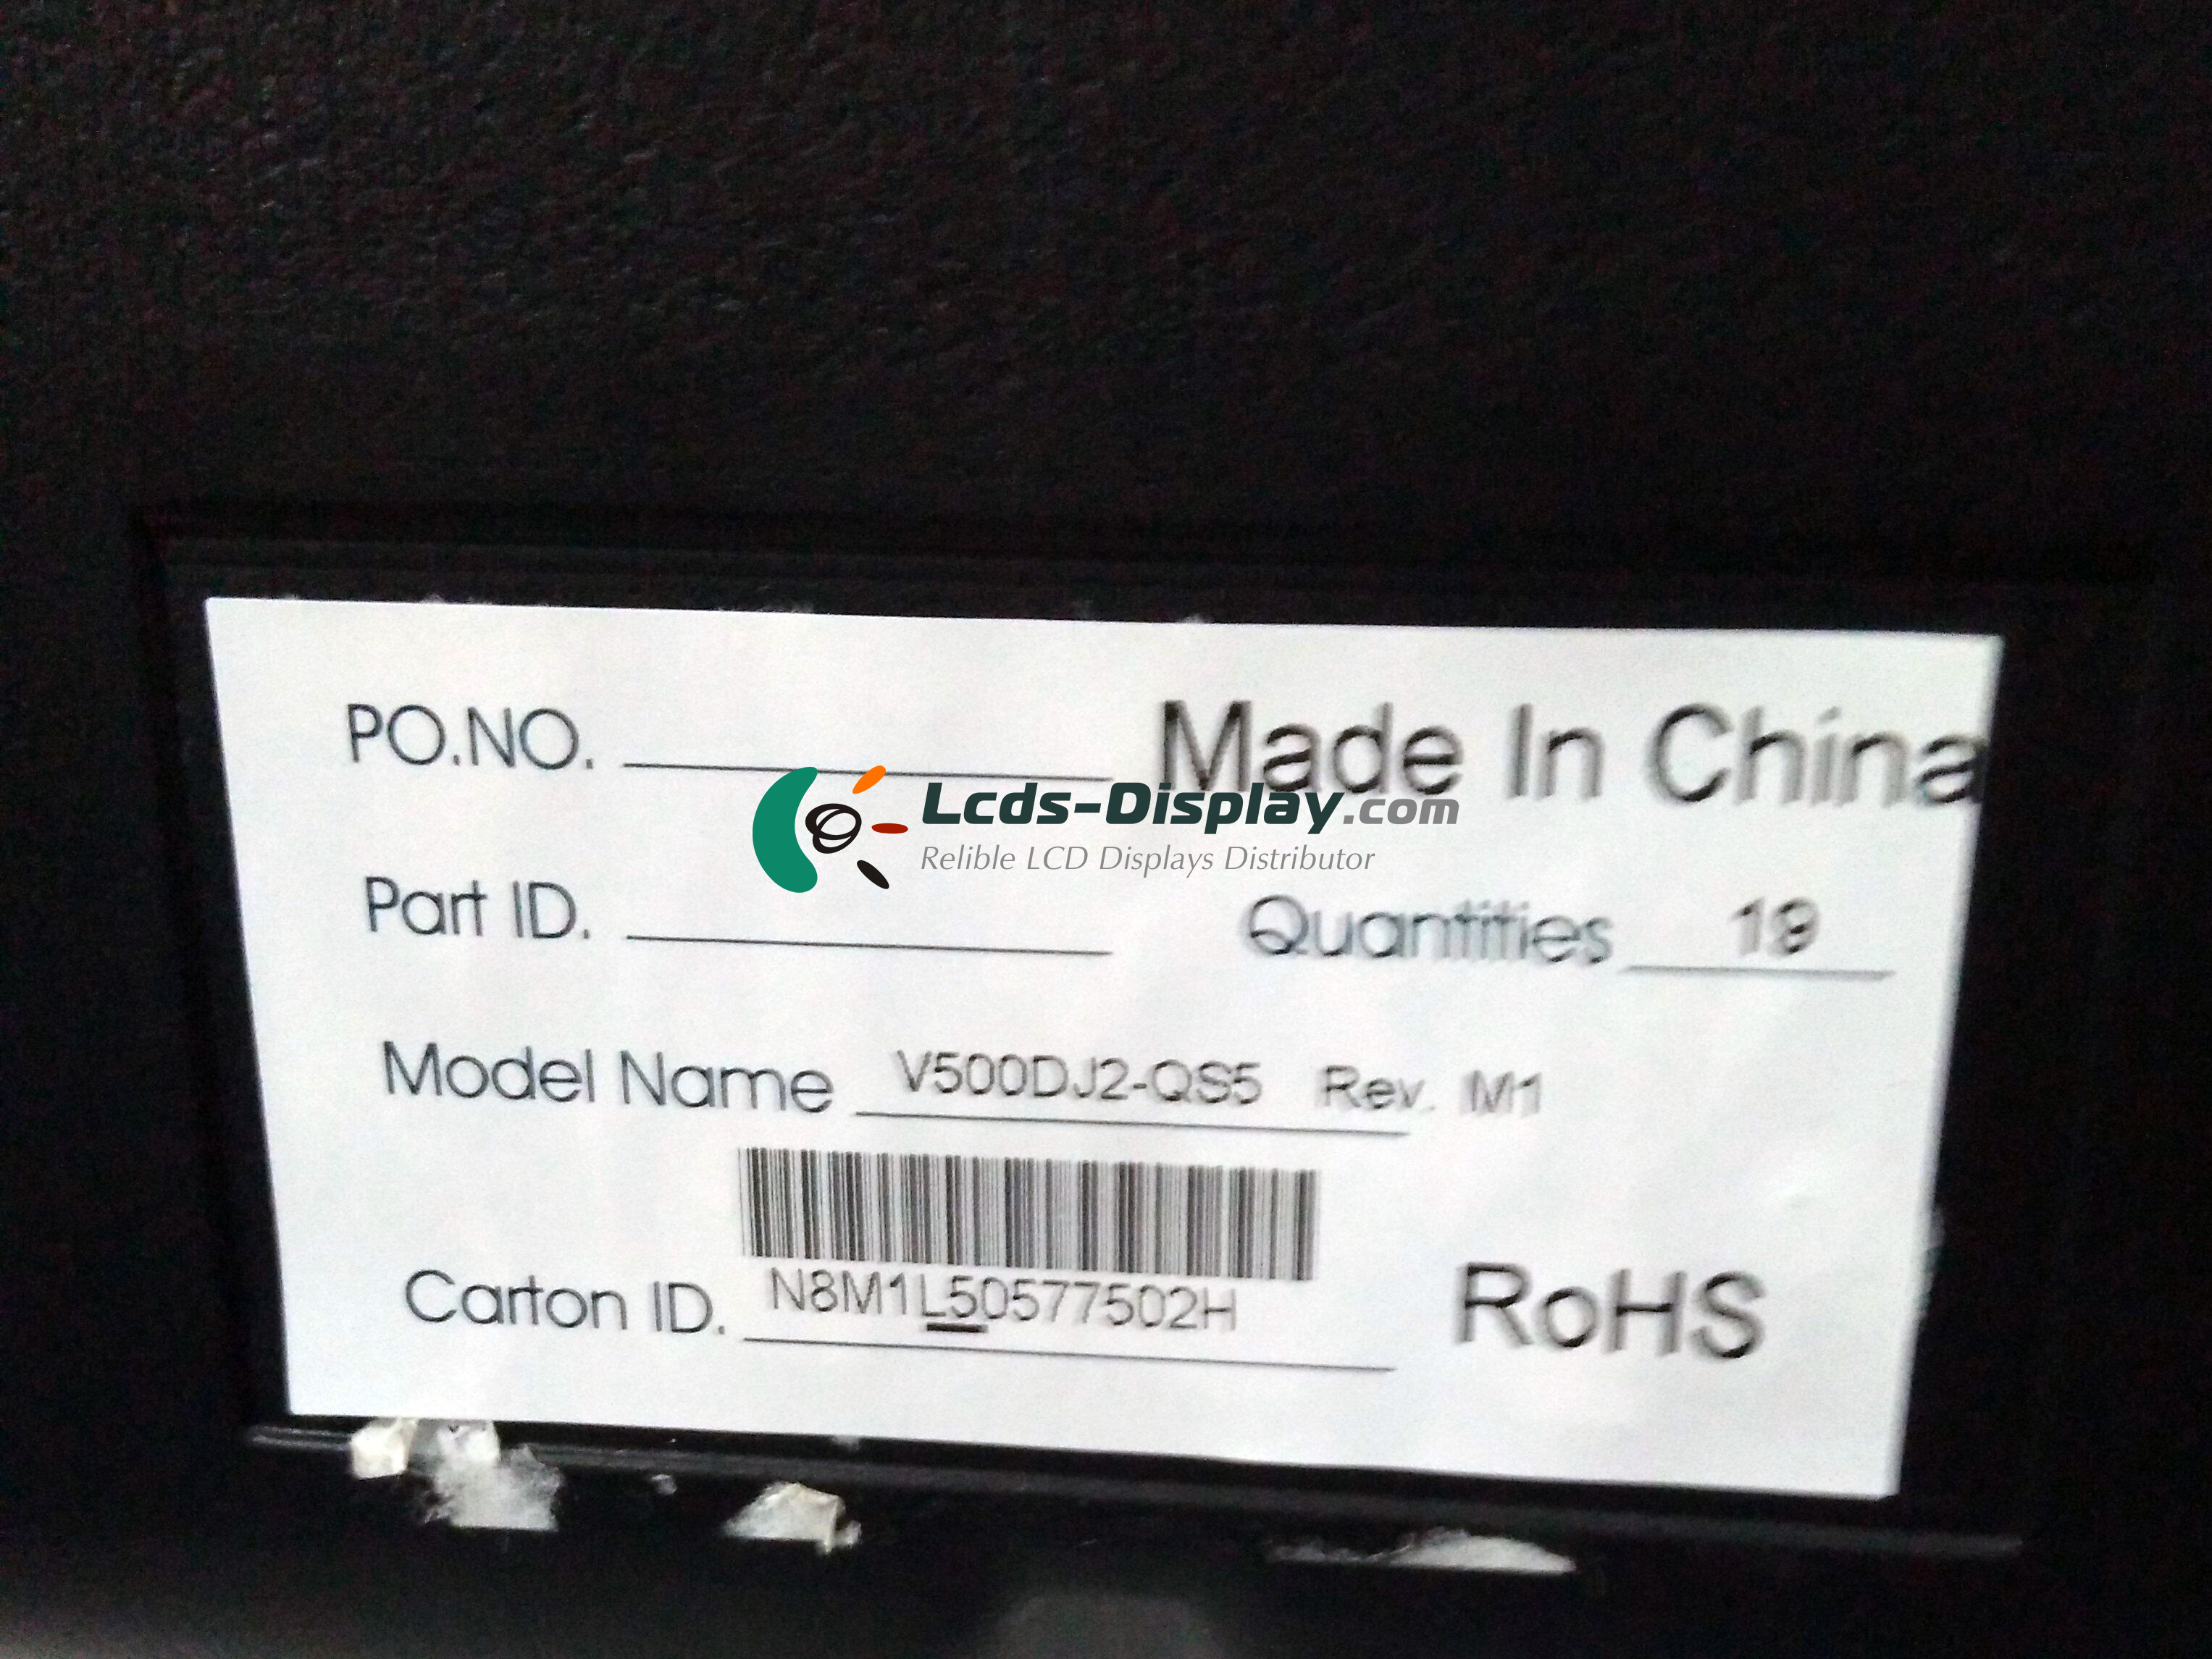 PO.NO. Made In China
Lcds-Display.com
Relible LCD Displays Distributor
Part ID. Quantities 19
Model Name V500DJ2-QS5 Rev. M1
Carton ID. N8M1L50577502H
RoHS